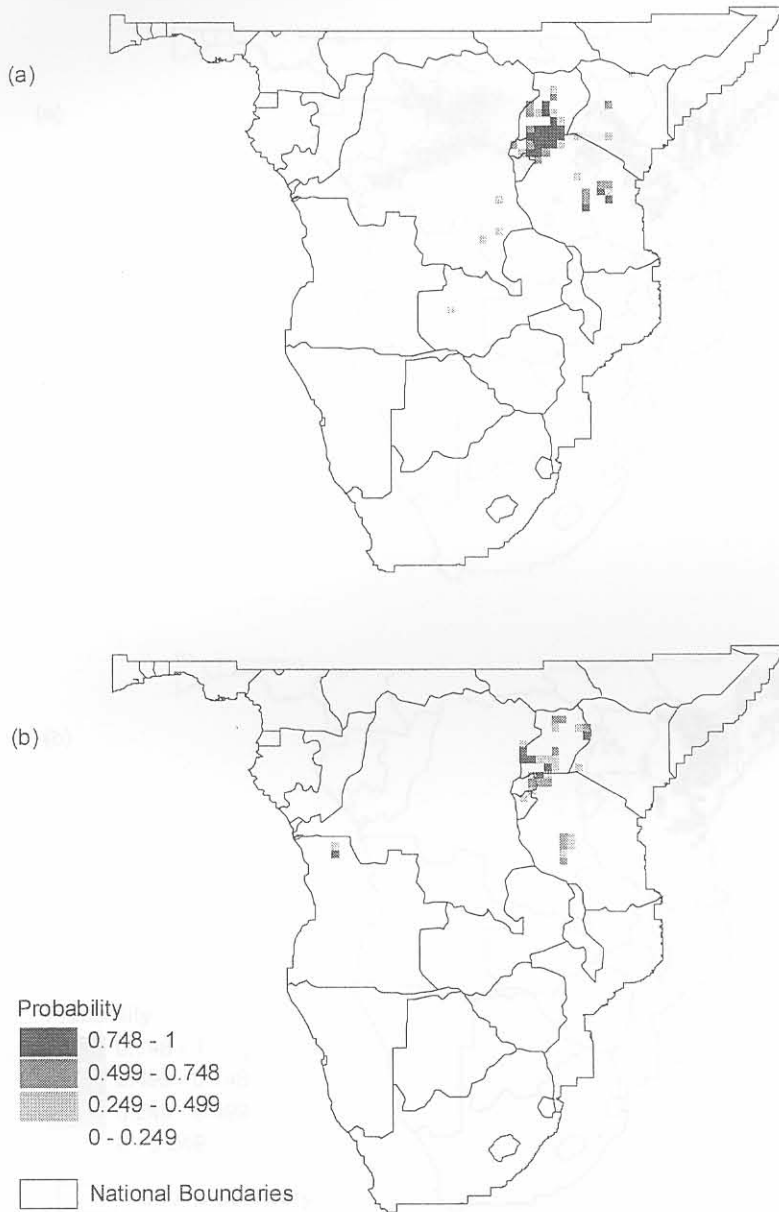 (a)
(b)
Probability
0.748 - 1
0.499 - 0.748
0.249 - 0.499
0 - 0.249
National Boundaries